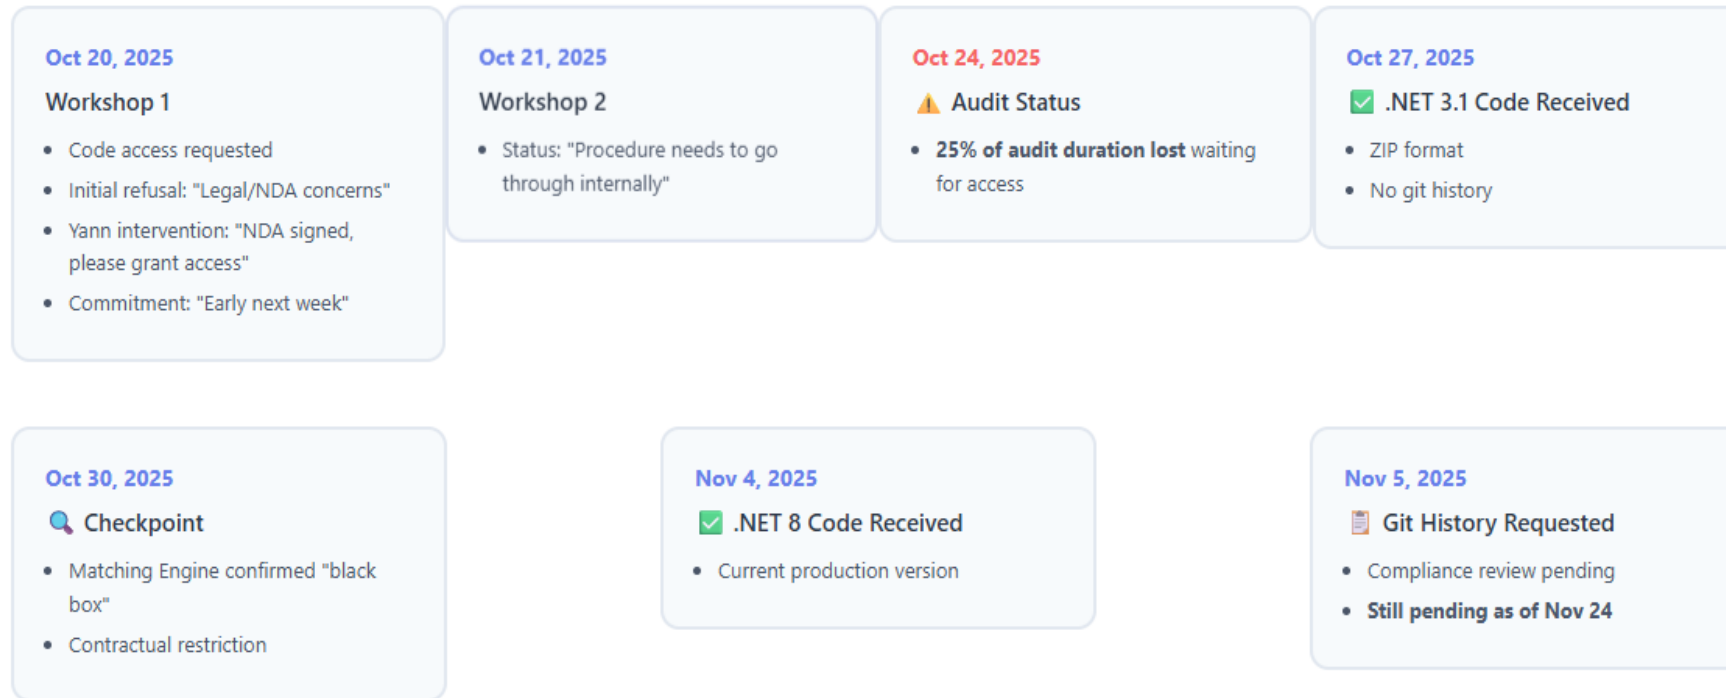 Oct 20, 2025
Workshop 1
• Code access requested
• Initial refusal: "Legal/NDA concerns"
• Yann intervention: "NDA signed,
please grant access"
• Commitment: "Early next week"
Oct 21, 2025
Workshop 2
• Status: "Procedure needs to go
through internally"
Oct 24, 2025
⚠️ Audit Status
• 25% of audit duration lost waiting
for access
Oct 27, 2025
✅ .NET 3.1 Code Received
• ZIP format
• No git history
Oct 30, 2025
🔍 Checkpoint
• Matching Engine confirmed "black
box"
• Contractual restriction
Nov 4, 2025
✅ .NET 8 Code Received
• Current production version
Nov 5, 2025
📋 Git History Requested
• Compliance review pending
• Still pending as of Nov 24